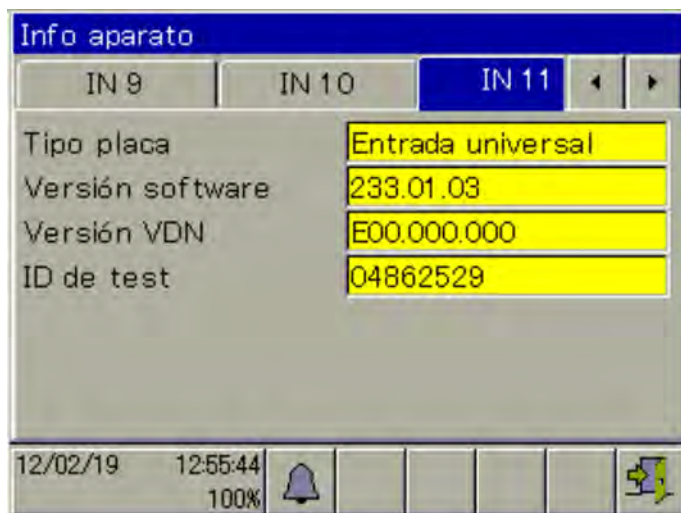 Info aparato
IN 9 IN 10 IN 11
Tipo placa Entrada universal
Versión software 233.01.03
Versión VDN E00.000.000
ID de test 04862529
12/02/19 12:55:44
100%